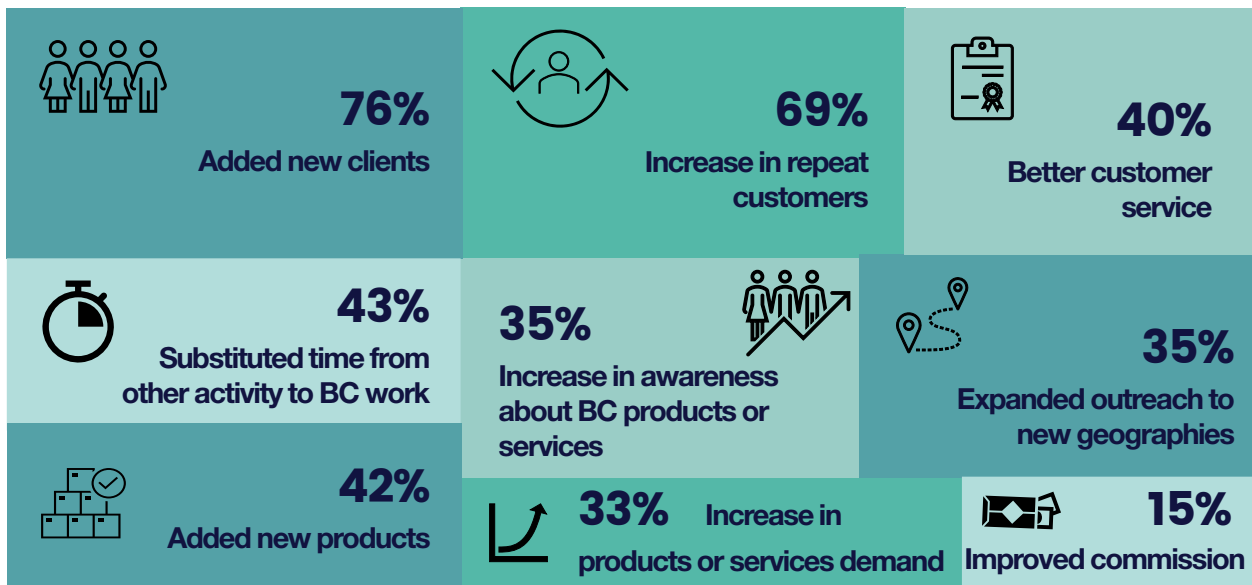 76%
Added new clients
69%
Increase in repeat
customers
40%
Better customer
service
43%
Substituted time from
other activity to BC work
35%
Increase in awareness
about BC products or
services
35%
Expanded outreach to
new geographies
42%
Added new products
33% Increase in
products or services demand
15%
Improved commission